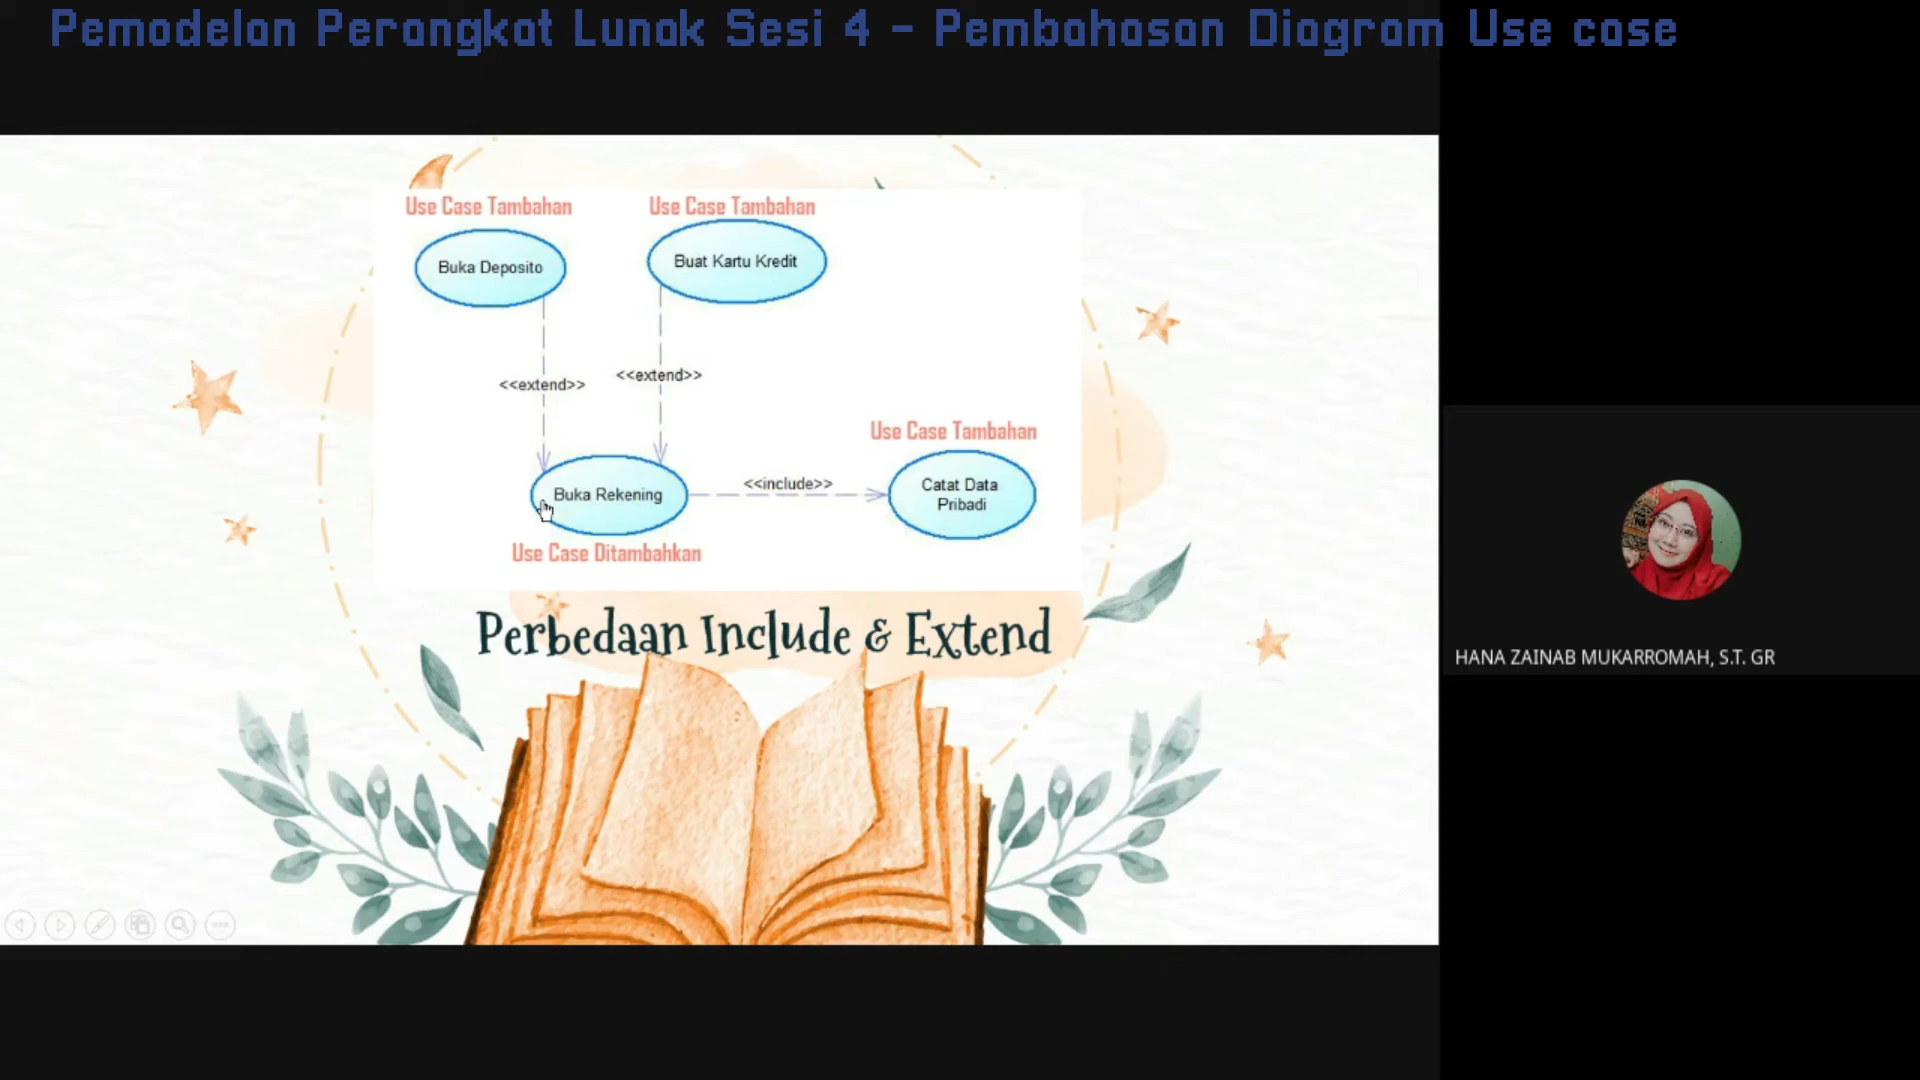 Pemodelan Perangkat Lunak Sesi 4 - Pembahasan Diagram Use case
Use Case Tambahan
Use Case Tambahan
Buka Deposito
Buat Kartu Kredit
<<extend>>
<<extend>>
Use Case Tambahan
Buka Rekening
<<include>>
Catat Data
Pribadi
Use Case Ditambahkan
Perbedaan Include & Extend
HANA ZAINAB MUKARROMAH, S.T. GR